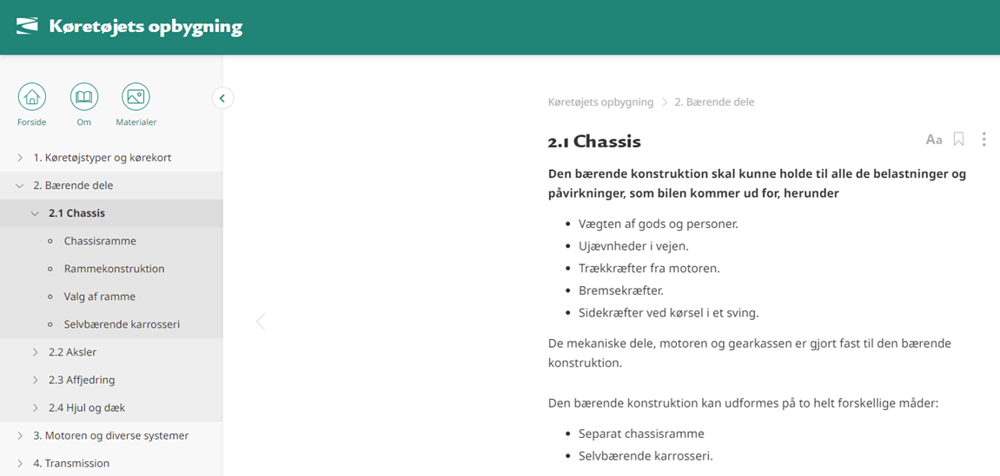 Køretøjets opbygning
Forside
Om
Materialer
1. Køretøjstyper og kørekort
2. Bærende dele
2.1 Chassis
Chassisramme
Rammekonstruktion
Valg af ramme
Selvbærende karrosseri
2.2 Aksler
2.3 Affjedring
2.4 Hjul og dæk
3. Motoren og diverse systemer
4. Transmission
Køretøjets opbygning > 2. Bærende dele
2.1 Chassis
Aa
Den bærende konstruktion skal kunne holde til alle de belastninger og
påvirkninger, som bilen kommer ud for, herunder
• Vægten af gods og personer.
• Ujævnheder i vejen.
• Trækkræfter fra motoren.
• Bremsekræfter.
• Sidekræfter ved kørsel i et sving.
De mekaniske dele, motoren og gearkassen er gjort fast til den bærende
konstruktion.
Den bærende konstruktion kan udformes på to helt forskellige måder:
• Separat chassisramme
• Selvbærende karrosseri.